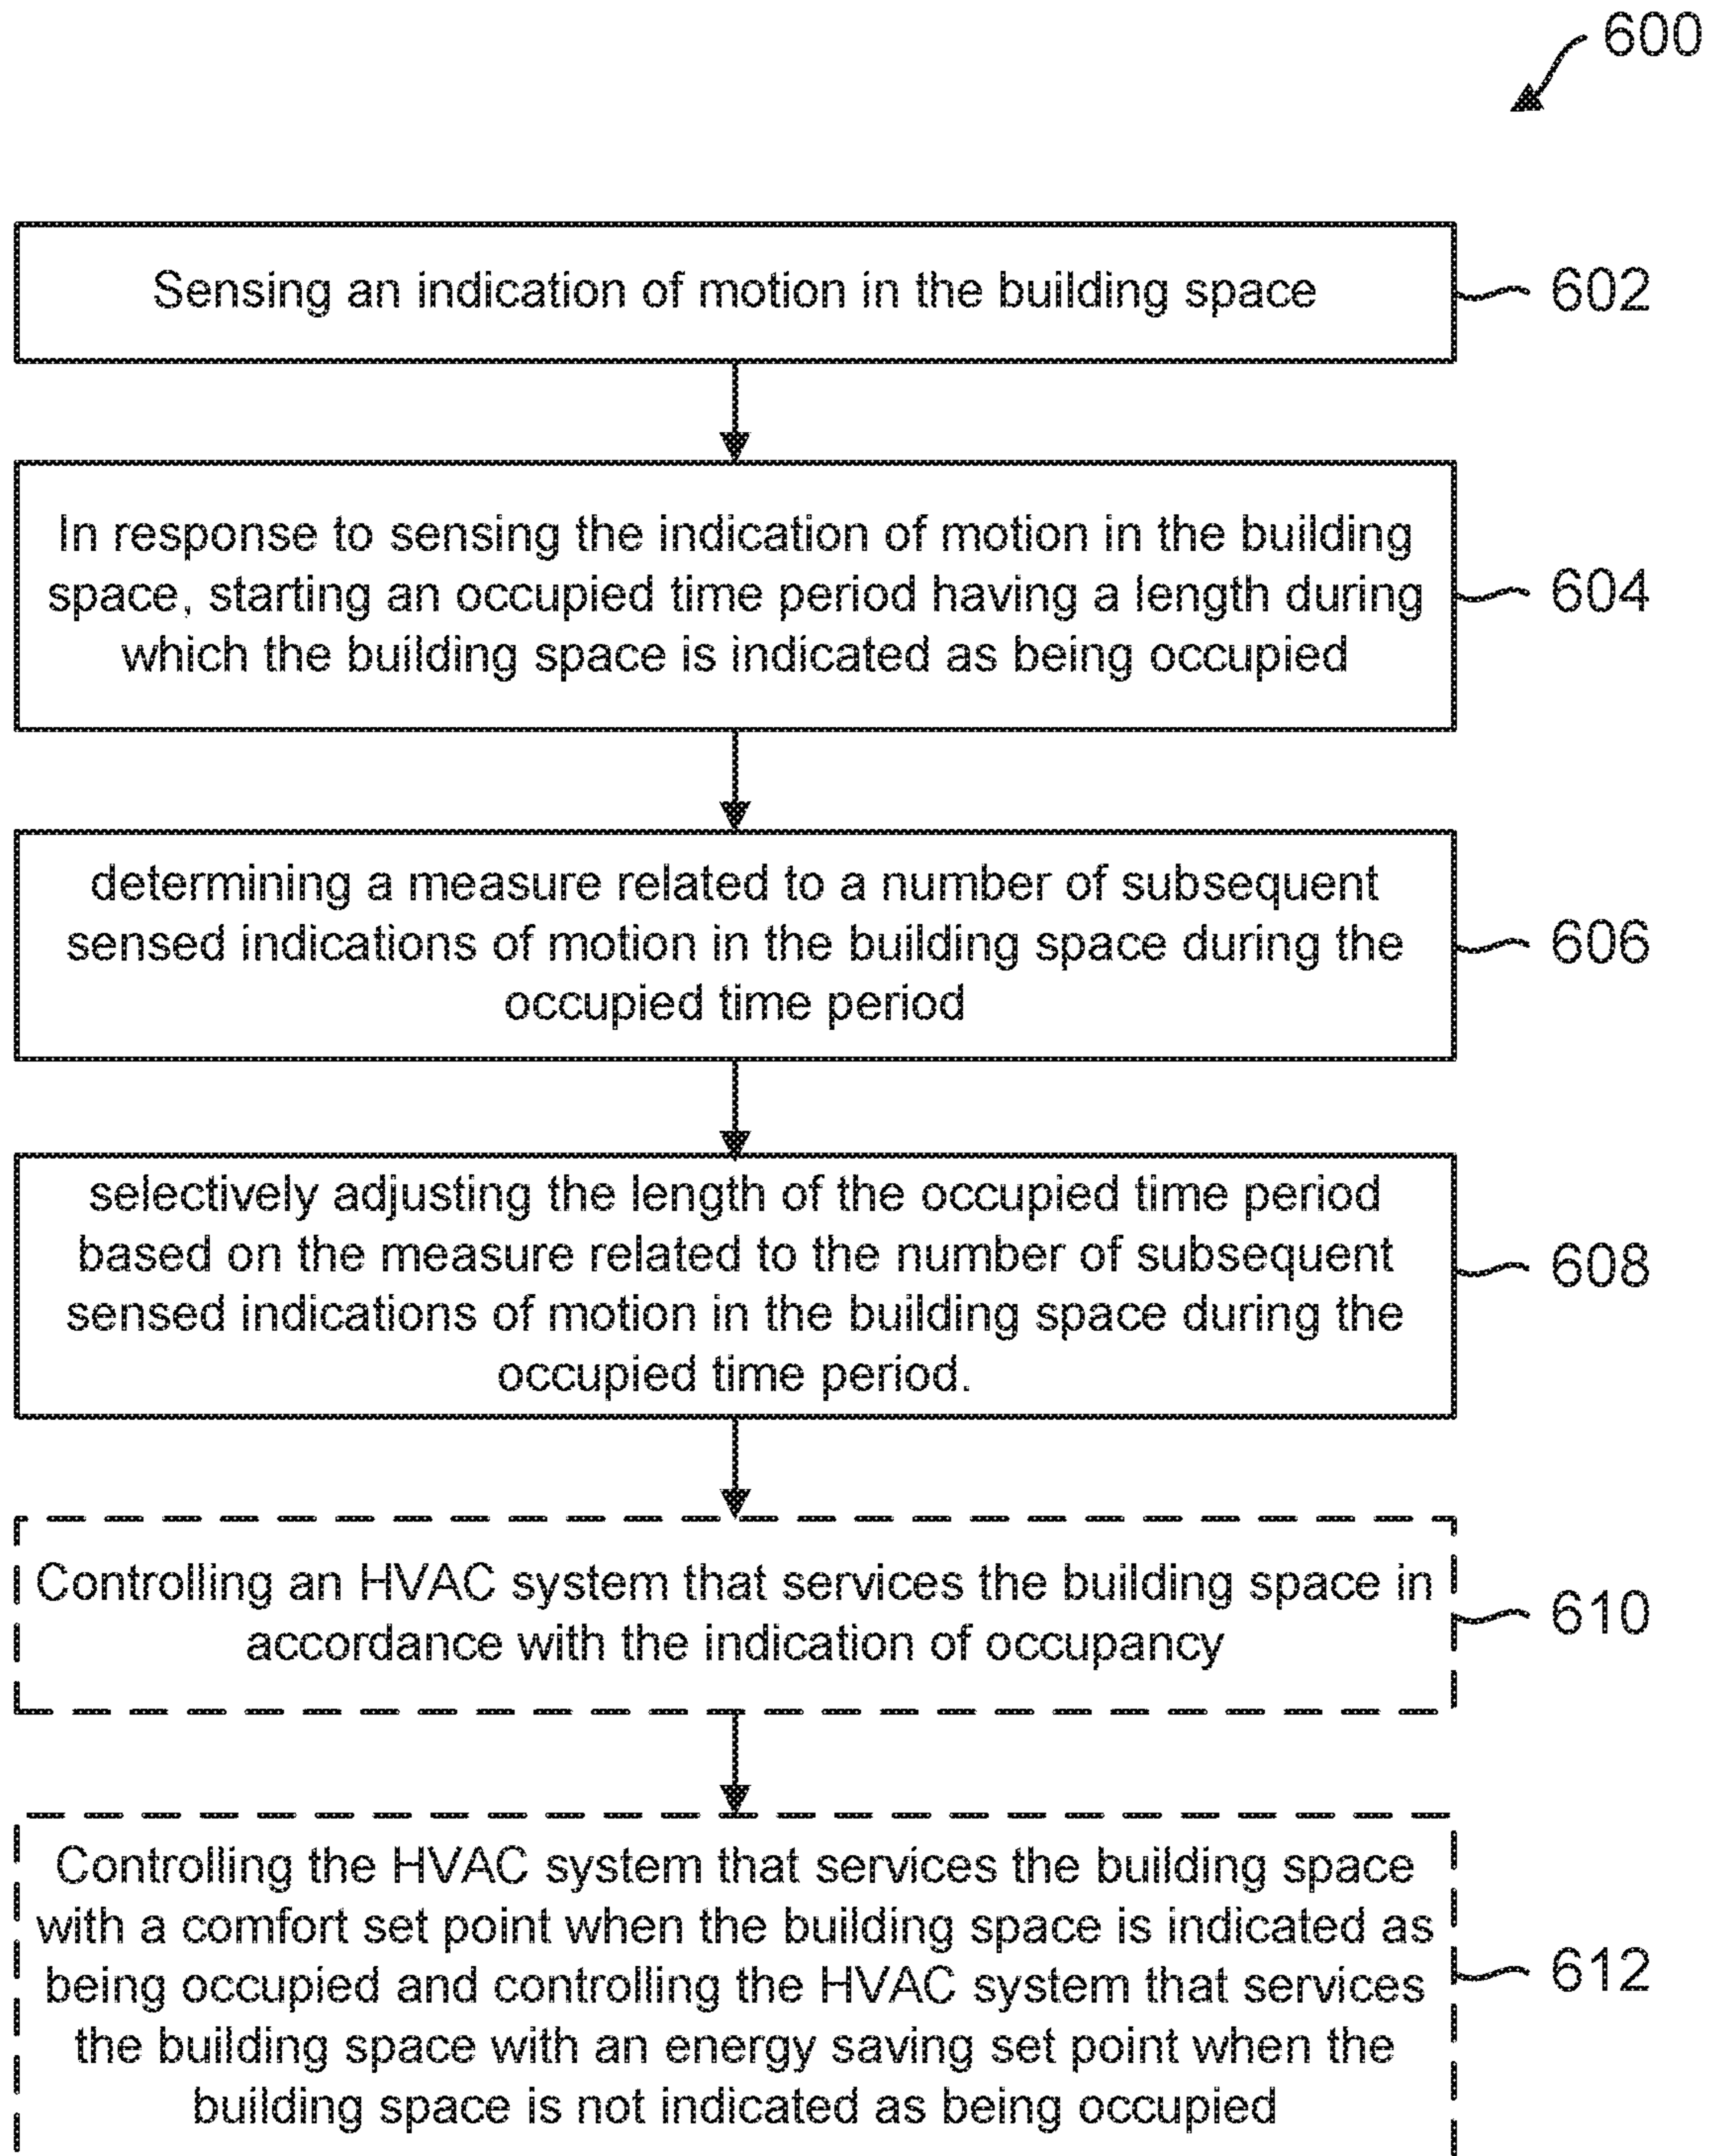 600
Sensing an indication of motion in the building space
602
In response to sensing the indication of motion in the building
space, starting an occupied time period having a length during
which the building space is indicated as being occupied
604
determining a measure related to a number of subsequent
sensed indications of motion in the building space during the
occupied time period
606
selectively adjusting the length of the occupied time period
based on the measure related to the number of subsequent
sensed indications of motion in the building space during the
occupied time period.
608
Controlling an HVAC system that services the building space in
accordance with the indication of occupancy
610
Controlling the HVAC system that services the building space
with a comfort set point when the building space is indicated as
being occupied and controlling the HVAC system that services
the building space with an energy saving set point when the
building space is not indicated as being occupied
612